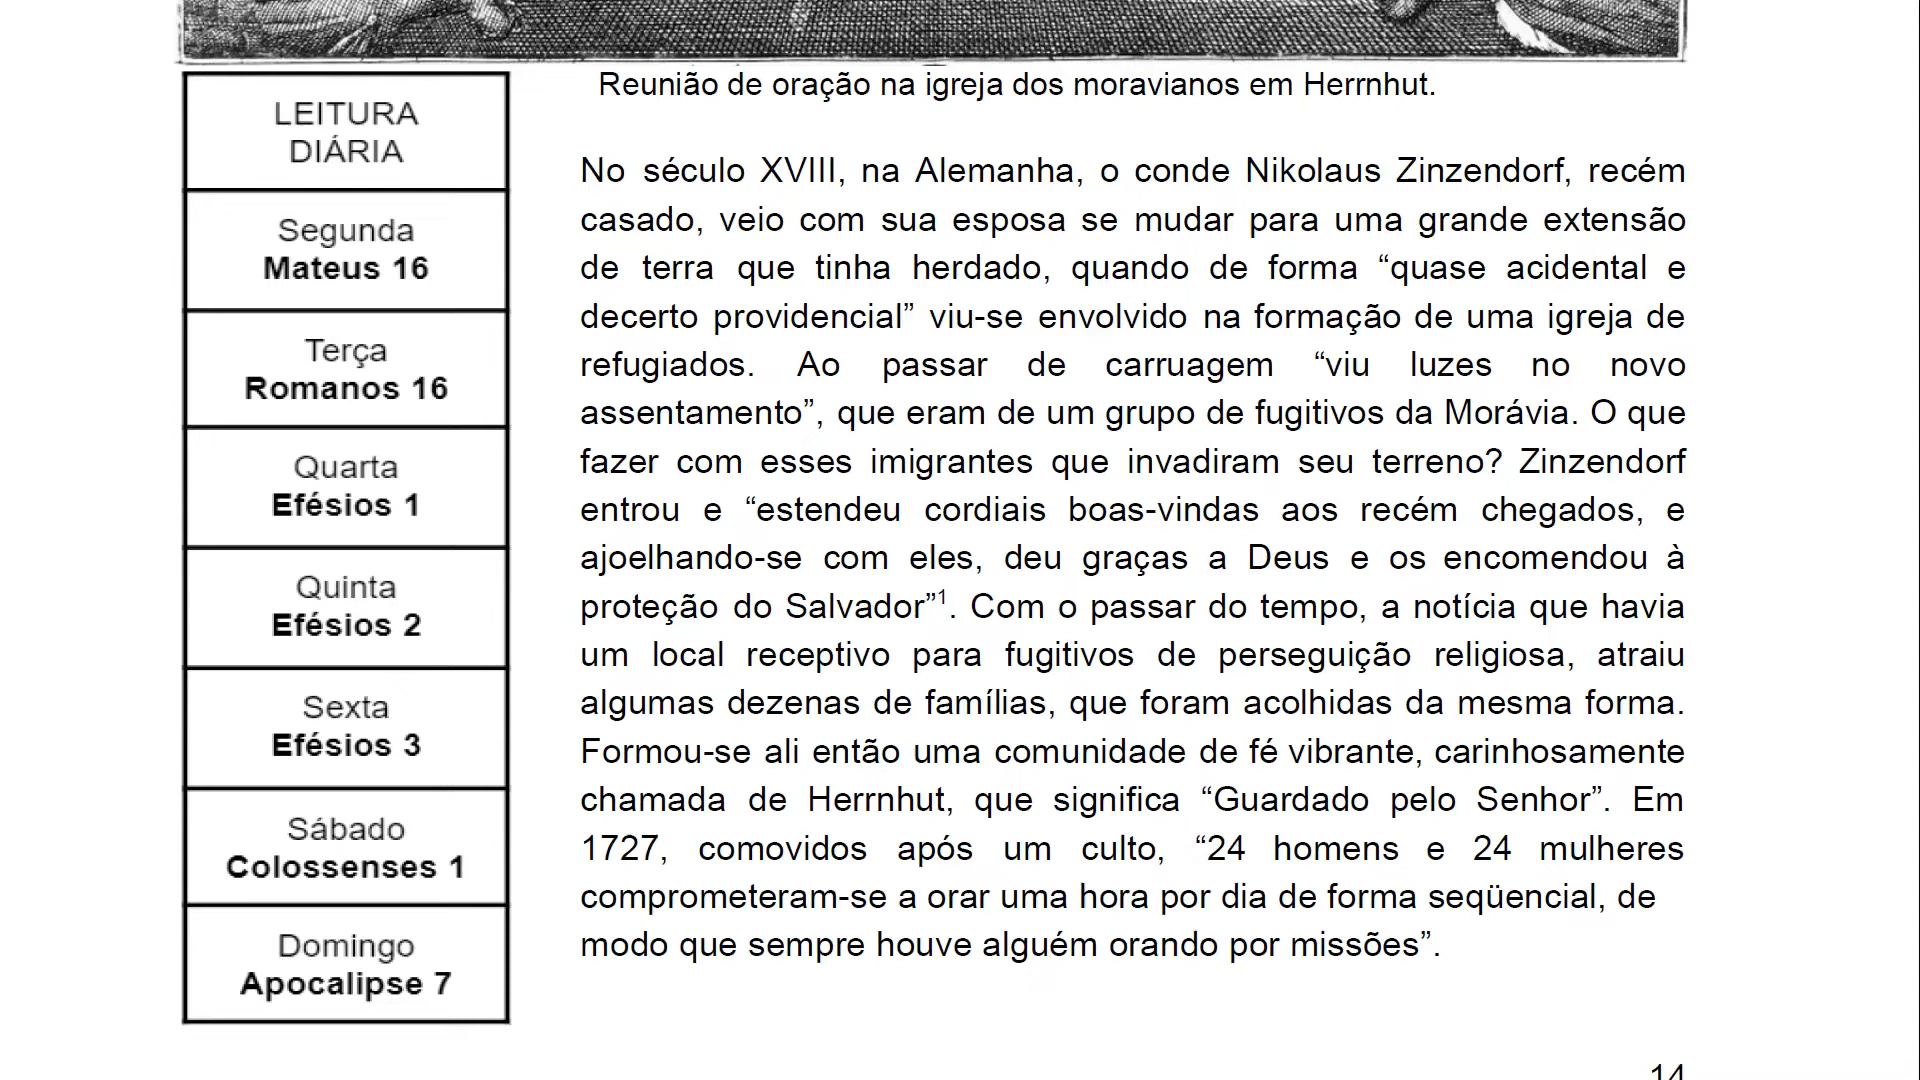 Reunião de oração na igreja dos moravianos em Herrnhut.
LEITURA
DIÁRIA
Segunda
Mateus 16
Terça
Romanos 16
Quarta
Efésios 1
Quinta
Efésios 2
Sexta
Efésios 3
Sábado
Colossenses 1
Domingo
Apocalipse 7
No século XVIII, na Alemanha, o conde Nikolaus Zinzendorf, recém
casado, veio com sua esposa se mudar para uma grande extensão
de terra que tinha herdado, quando de forma “quase acidental e
decerto providencial” viu-se envolvido na formação de uma igreja de
refugiados. Ao passar de carruagem “viu luzes no novo
assentamento”, que eram de um grupo de fugitivos da Morávia. O que
fazer com esses imigrantes que invadiram seu terreno? Zinzendorf
entrou e “estendeu cordiais boas-vindas aos recém chegados, e
ajoelhando-se com eles, deu graças a Deus e os encomendou à
proteção do Salvador”¹. Com o passar do tempo, a notícia que havia
um local receptivo para fugitivos de perseguição religiosa, atraiu
algumas dezenas de famílias, que foram acolhidas da mesma forma.
Formou-se ali então uma comunidade de fé vibrante, carinhosamente
chamada de Herrnhut, que significa “Guardado pelo Senhor”. Em
1727, comovidos após um culto, “24 homens e 24 mulheres
comprometeram-se a orar uma hora por dia de forma seqüencial, de
modo que sempre houve alguém orando por missões”.
14